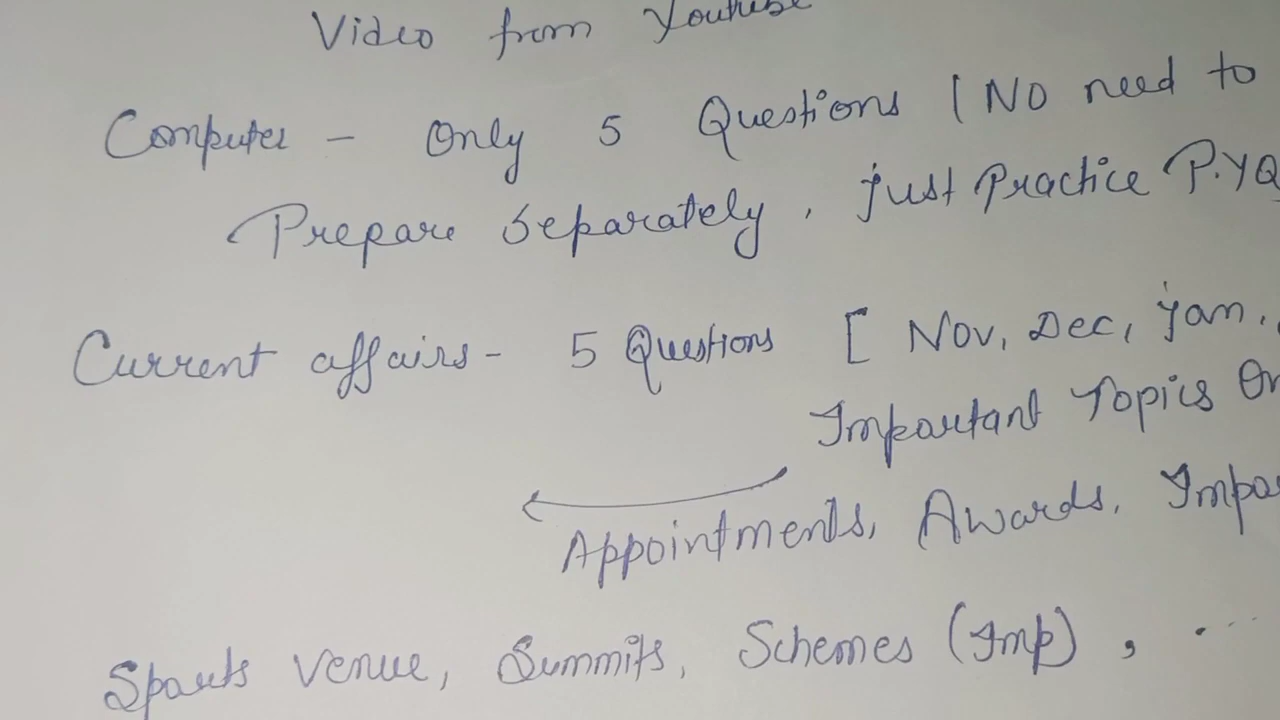 Video from Youtube
Computer - Only 5 Questions | No need to
Prepare Separately, just Practice P.YQ
Current affairs - 5 Questions [ Nov, Dec, Jan,
Important Topics
Appointments, Awards,
Sports Venue, Summits, Schemes (Imp), ....